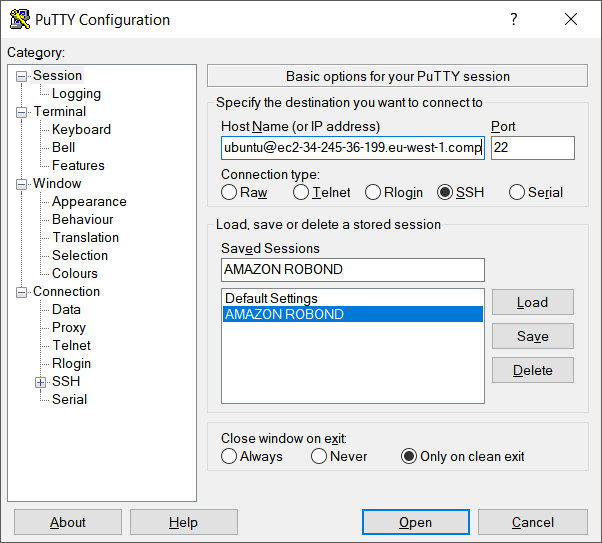 PuTTY Configuration
?
Category:
Session
Logging
Terminal
Keyboard
Bell
Features
Window
Appearance
Behaviour
Translation
Selection
Colours
Connection
Data
Proxy
Telnet
Rlogin
SSH
Serial
Basic options for your PuTTY session
Specify the destination you want to connect to
Host Name (or IP address) Port
ubuntu@ec2-34-245-36-199.eu-west-1.comp 22
Connection type:
Raw Telnet Rlogin SSH Serial
Load, save or delete a stored session
Saved Sessions
AMAZON ROBOND
Default Settings
AMAZON ROBOND
Load
Save
Delete
Close window on exit:
Always Never Only on clean exit
About Help Open Cancel